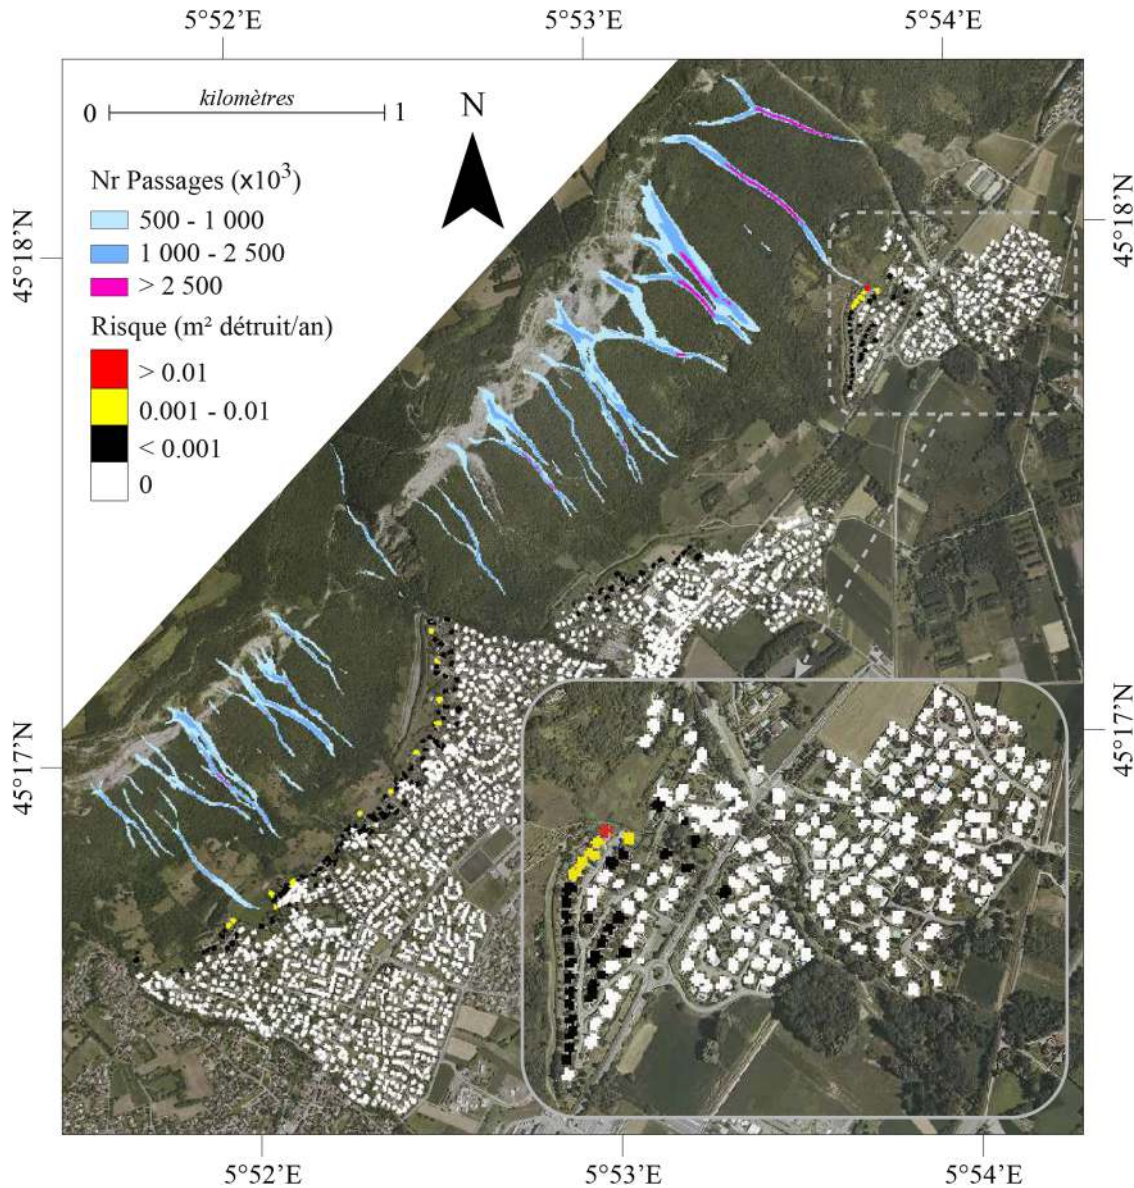 5°52’E 5°53’E 5°54’E
kilomètres
0 1
N
Nr Passages (x10³)
500 - 1 000
1 000 - 2 500
> 2 500
Risque (m² détruit/an)
> 0.01
0.001 - 0.01
< 0.001
0
45°18’N
45°18’N
45°17’N
45°17’N
5°52’E 5°53’E 5°54’E